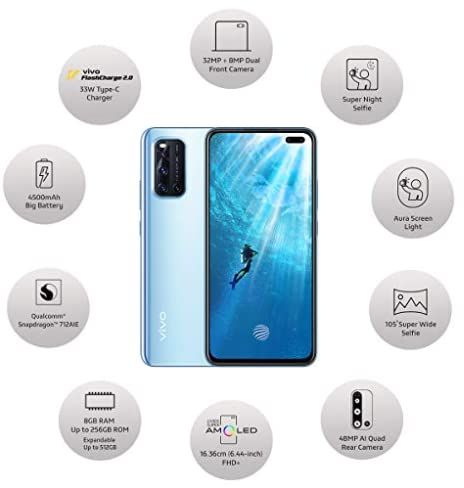 vivo
FlashCharge 2.0
33W Type-C
Charger
32MP + 8MP Dual
Front Camera
Super Night
Selfie
4500mAh
Big Battery
Aura Screen
Light
Qualcomm®
Snapdragon™ 712AIE
vivo
105° Super Wide
Selfie
8GB RAM
Up to 256GB ROM
Expandable
Up to 512GB
AMOLED
16.36cm (6.44-inch)
FHD+
48MP AI Quad
Rear Camera